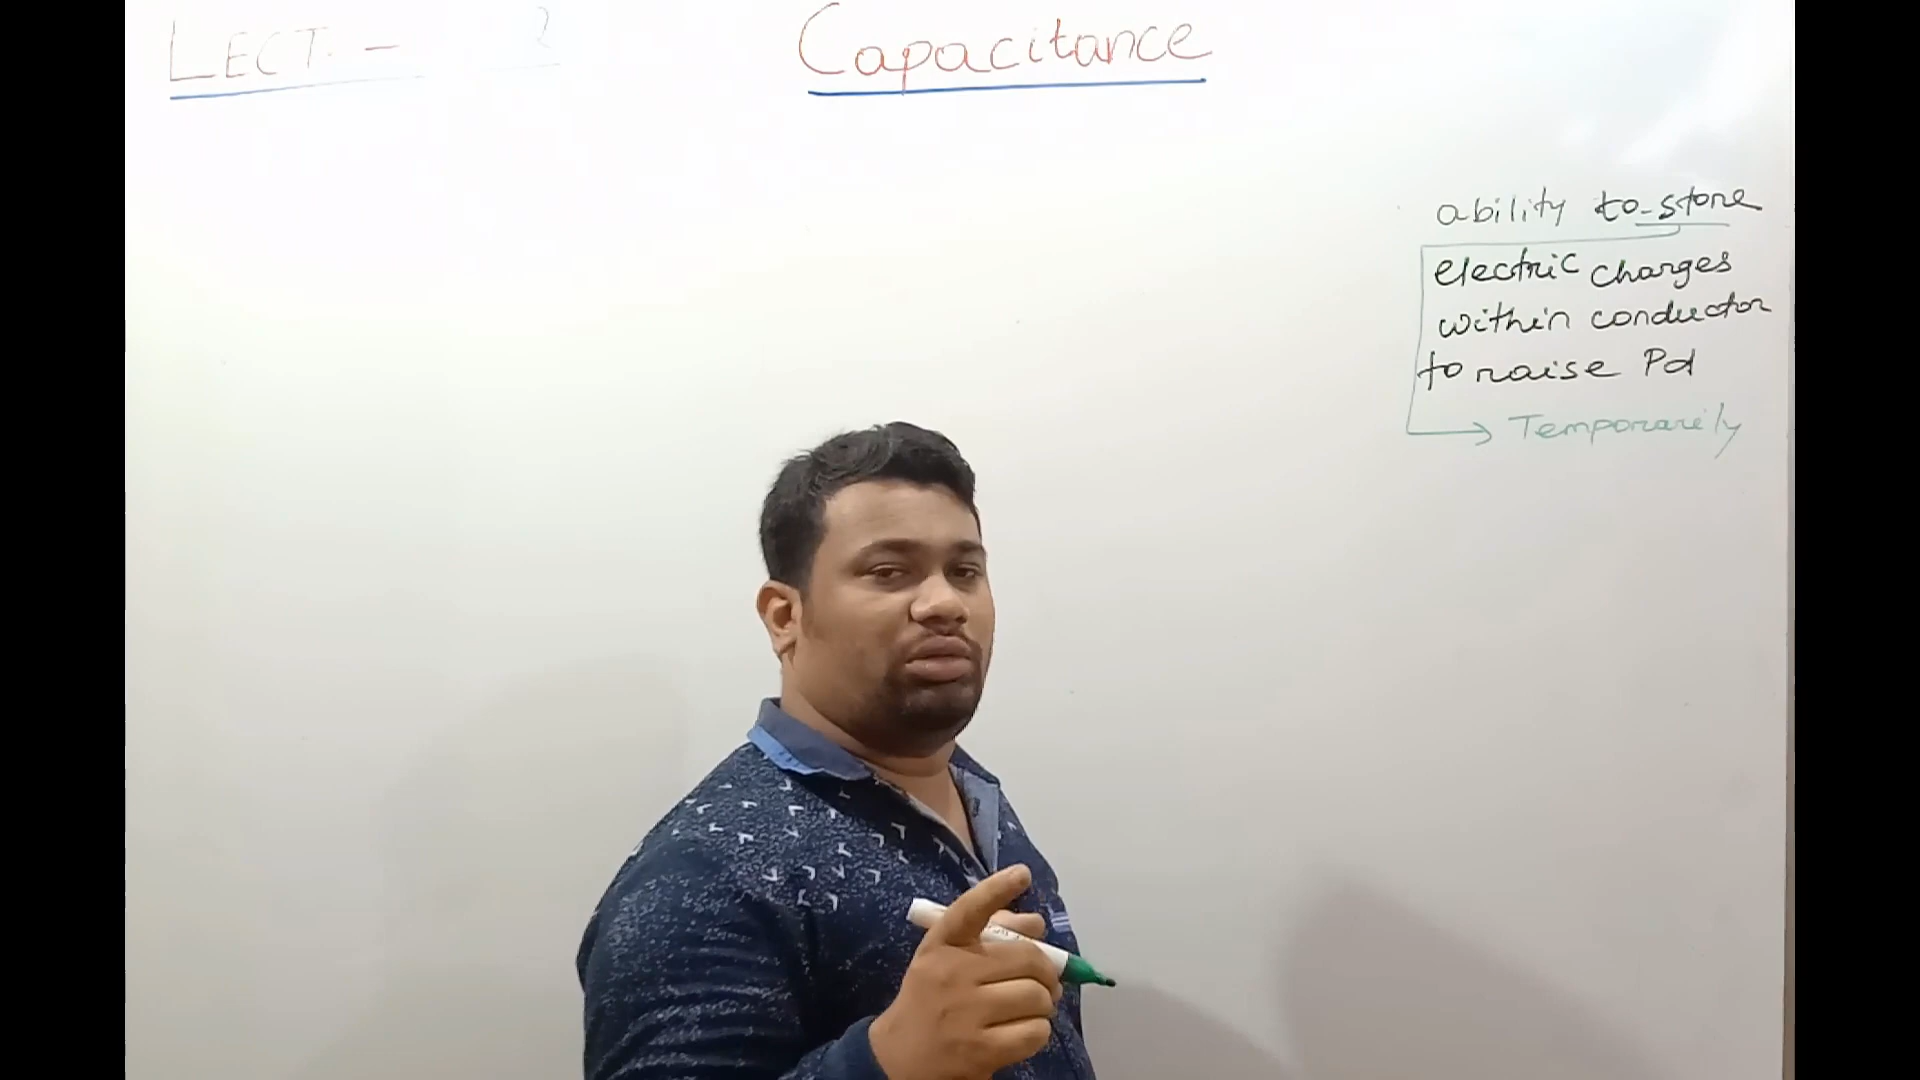 LECT. - 2
Capacitance
ability to store
electric charges
within conductor
to raise Pd
Temporarily